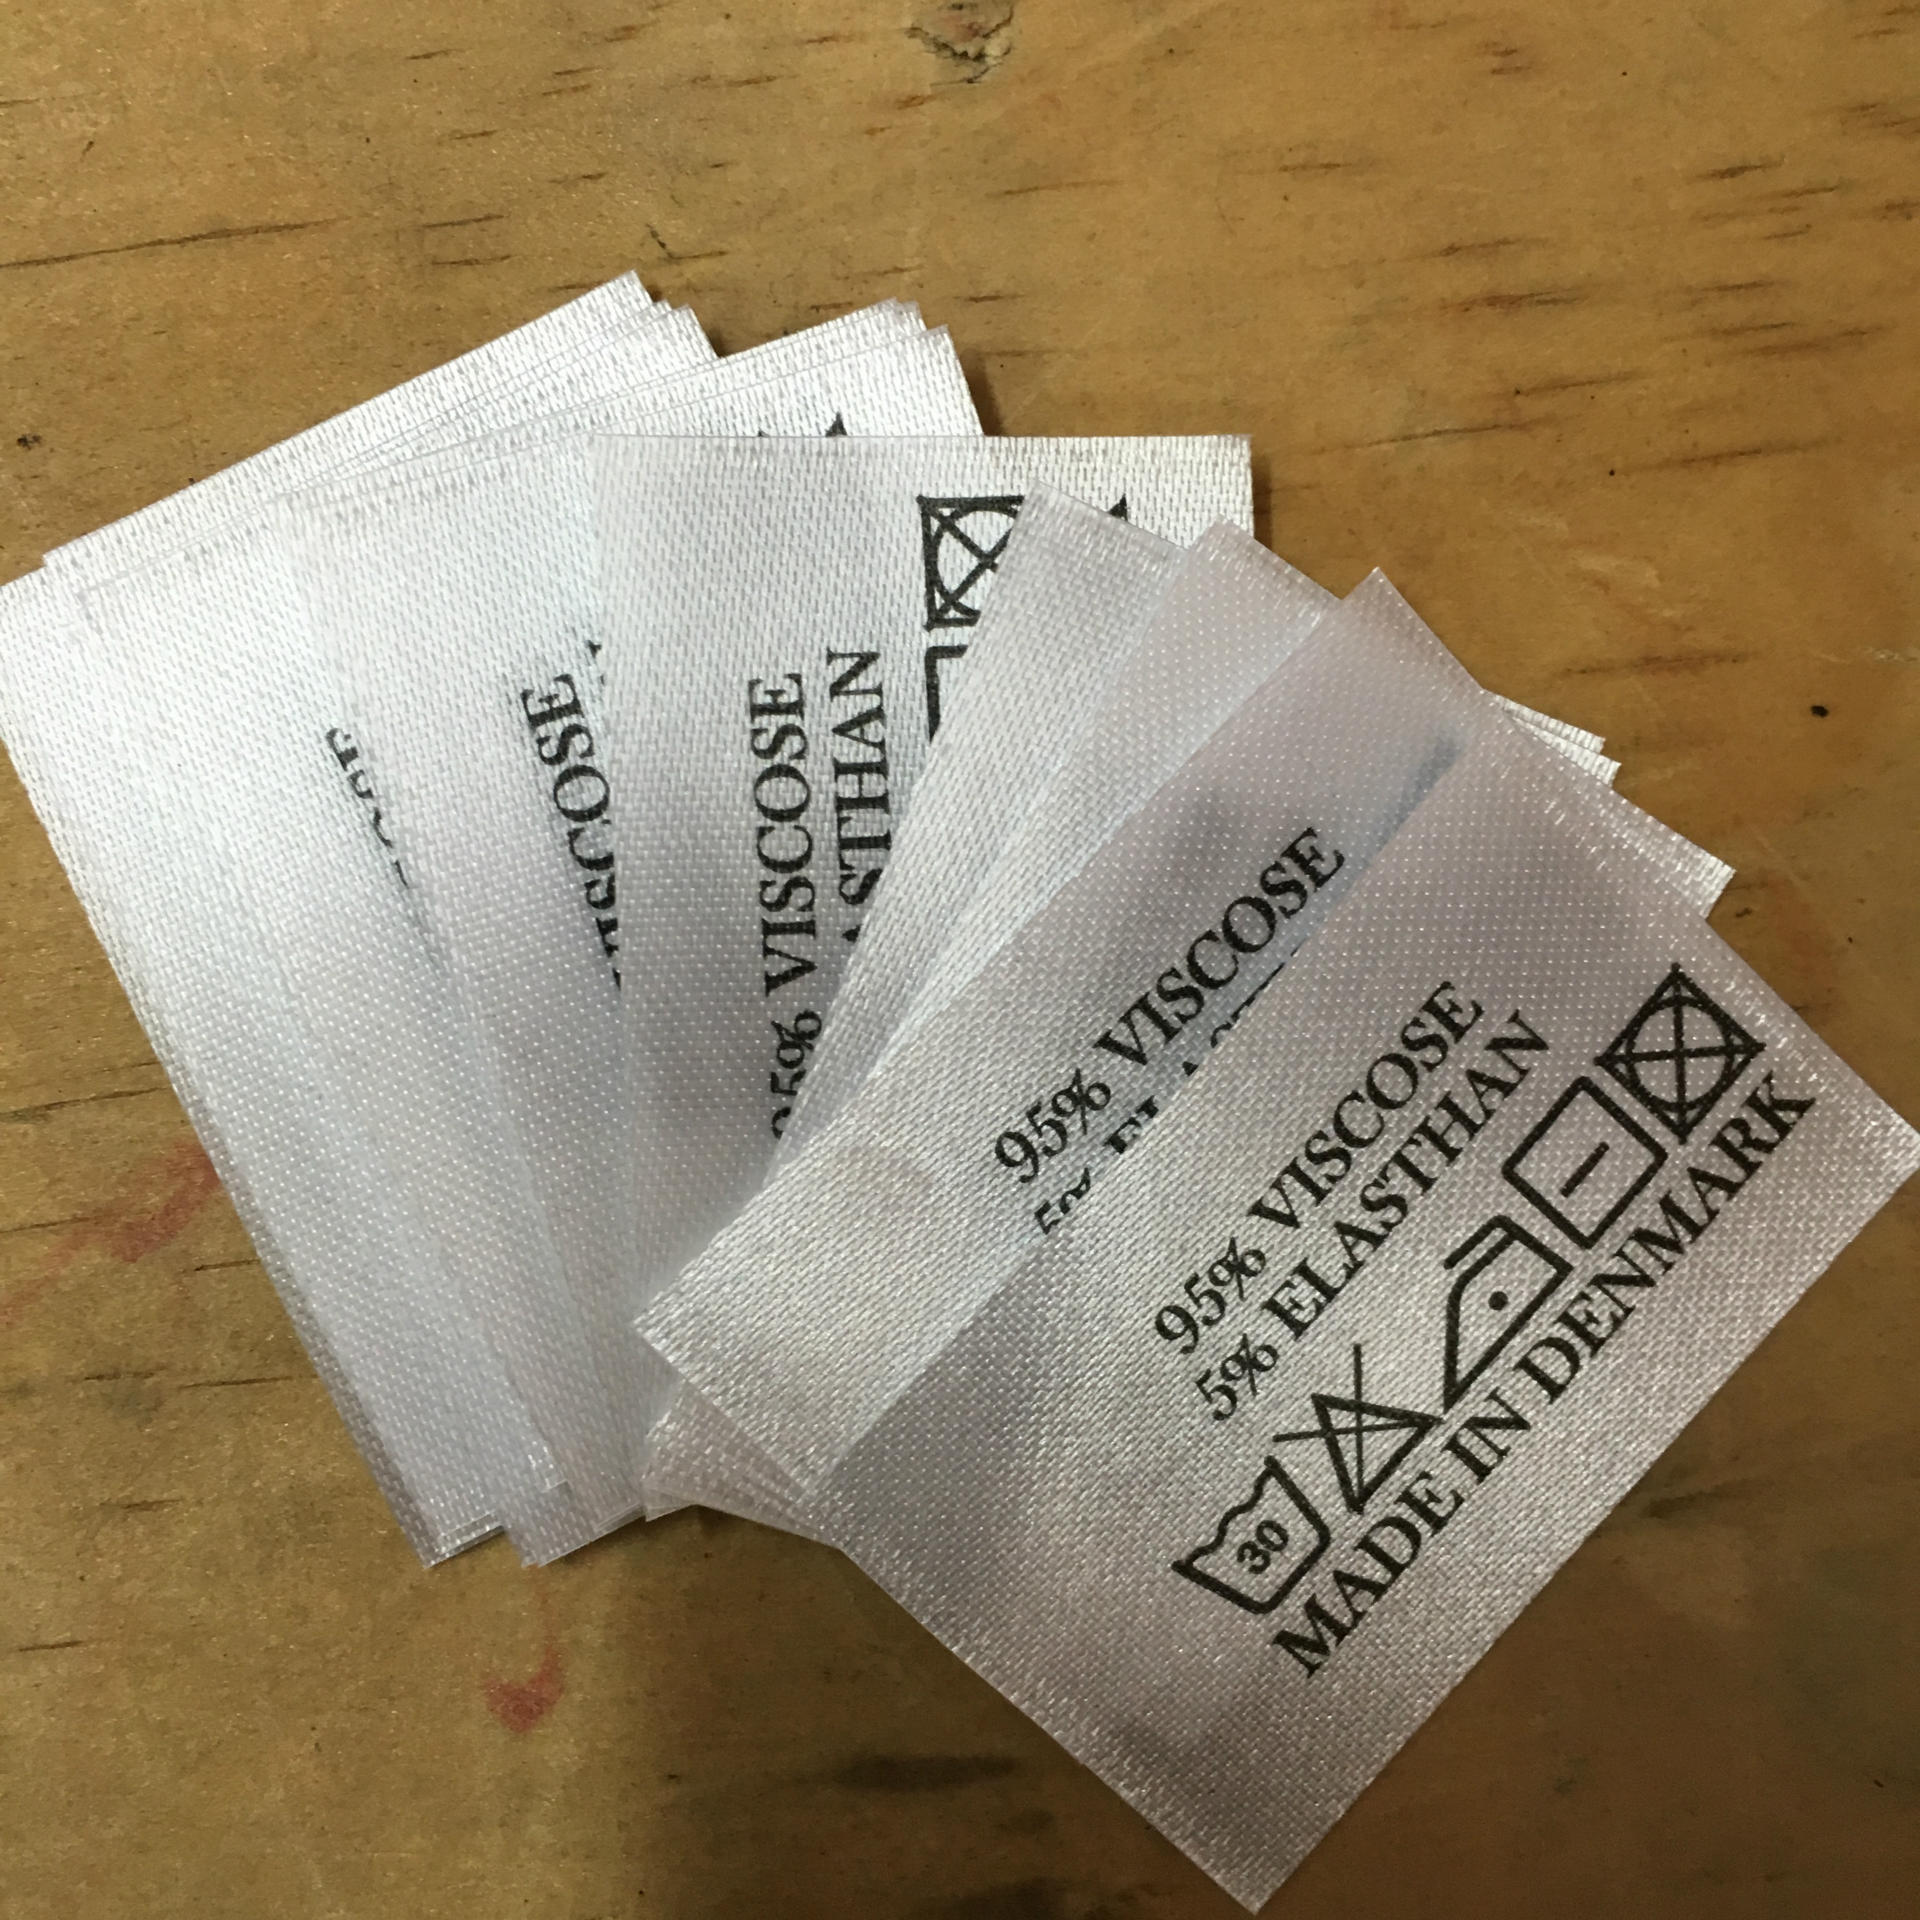 95% VISCOSE
5% ELASTHAN
30
MADE IN DENMARK
95% VISCOSE
95% VISCOSE
VISCOSE